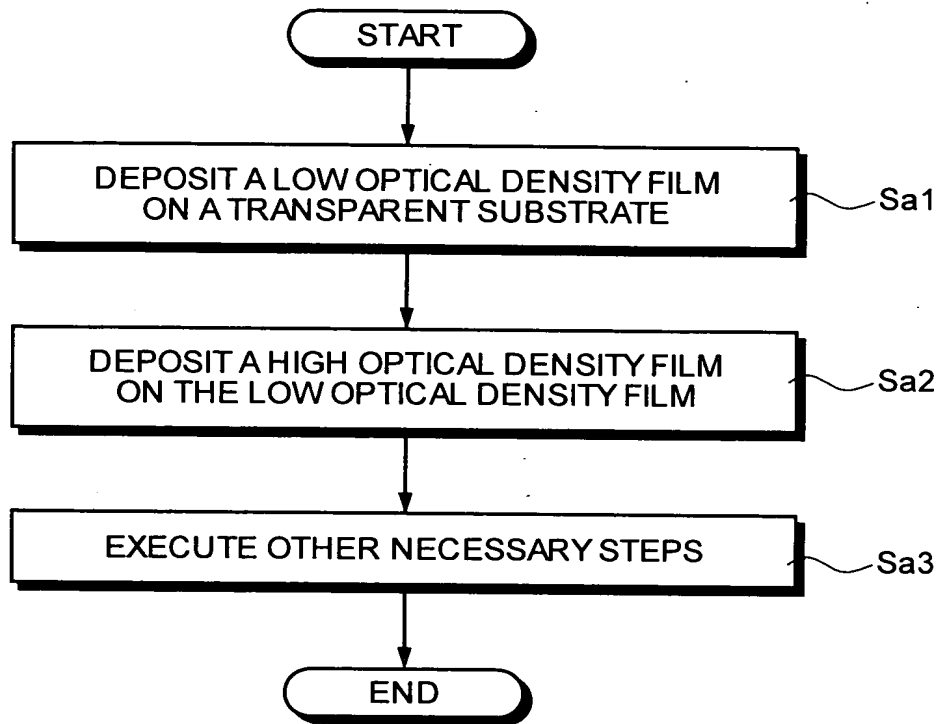 START
DEPOSIT A LOW OPTICAL DENSITY FILM
ON A TRANSPARENT SUBSTRATE
Sa1
DEPOSIT A HIGH OPTICAL DENSITY FILM
ON THE LOW OPTICAL DENSITY FILM
Sa2
EXECUTE OTHER NECESSARY STEPS
Sa3
END